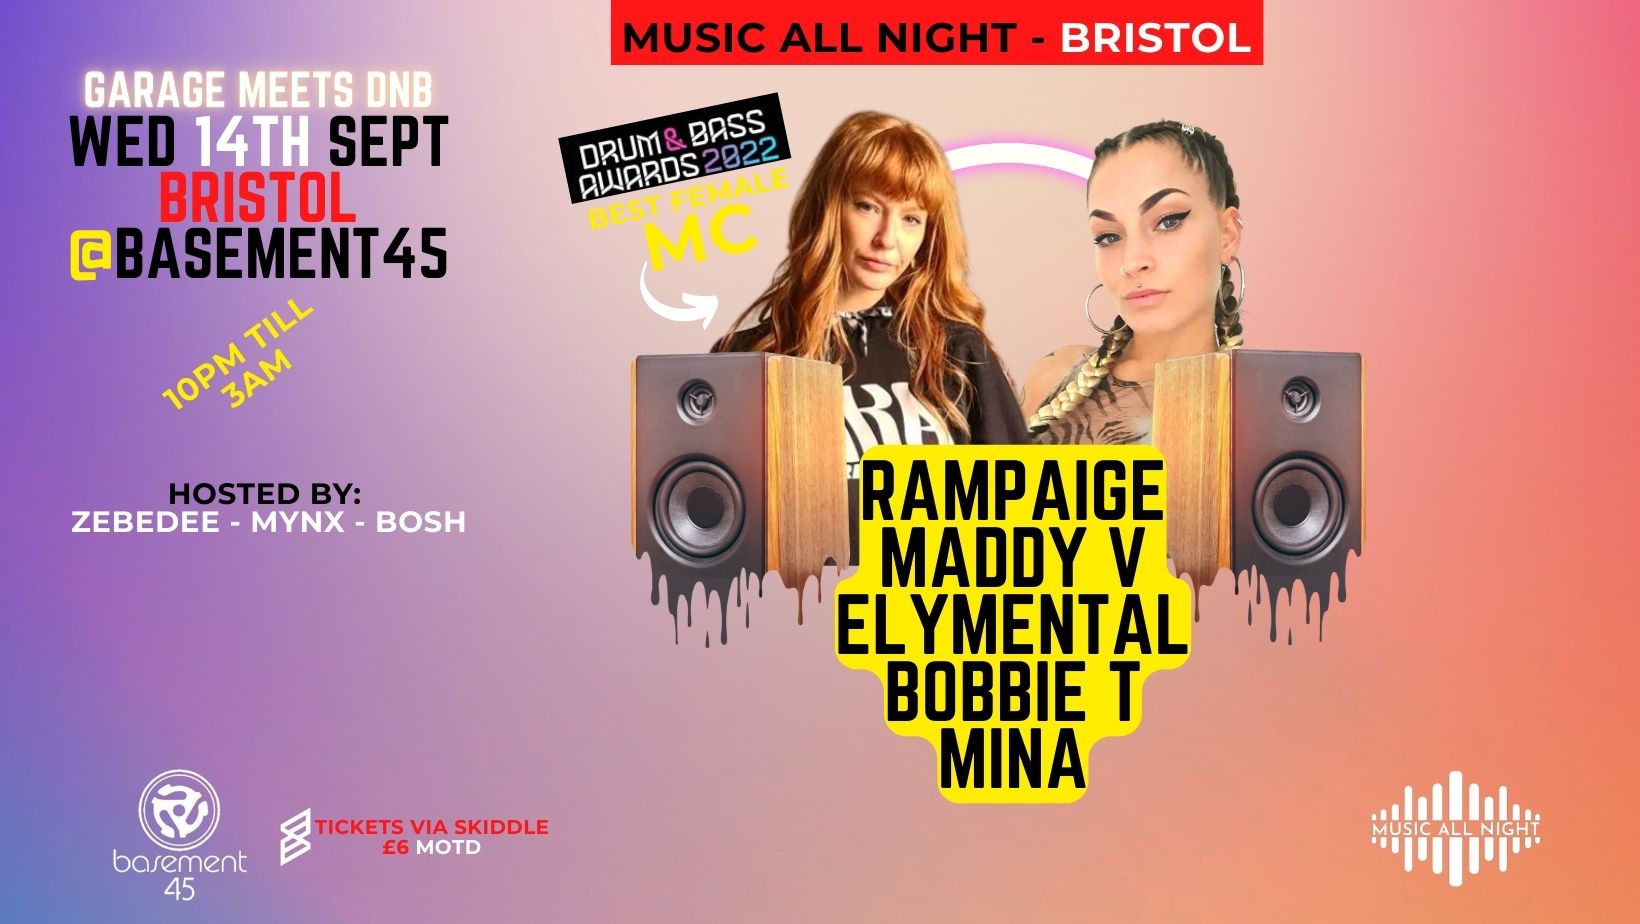 MUSIC ALL NIGHT - BRISTOL
GARAGE MEETS DNB
WED 14TH SEPT
BRISTOL
@BASEMENT45
10PM TILL
3AM
HOSTED BY:
ZEBEDEE - MYNX - BOSH
DRUM & BASS
AWARDS 2022
BEST FEMALE
MC
RAMPAIGE
MADDY V
ELYMENTAL
BOBBIE T
MINA
basement
45
TICKETS VIA SKIDDLE
£6 MOTD
MUSIC ALL NIGHT